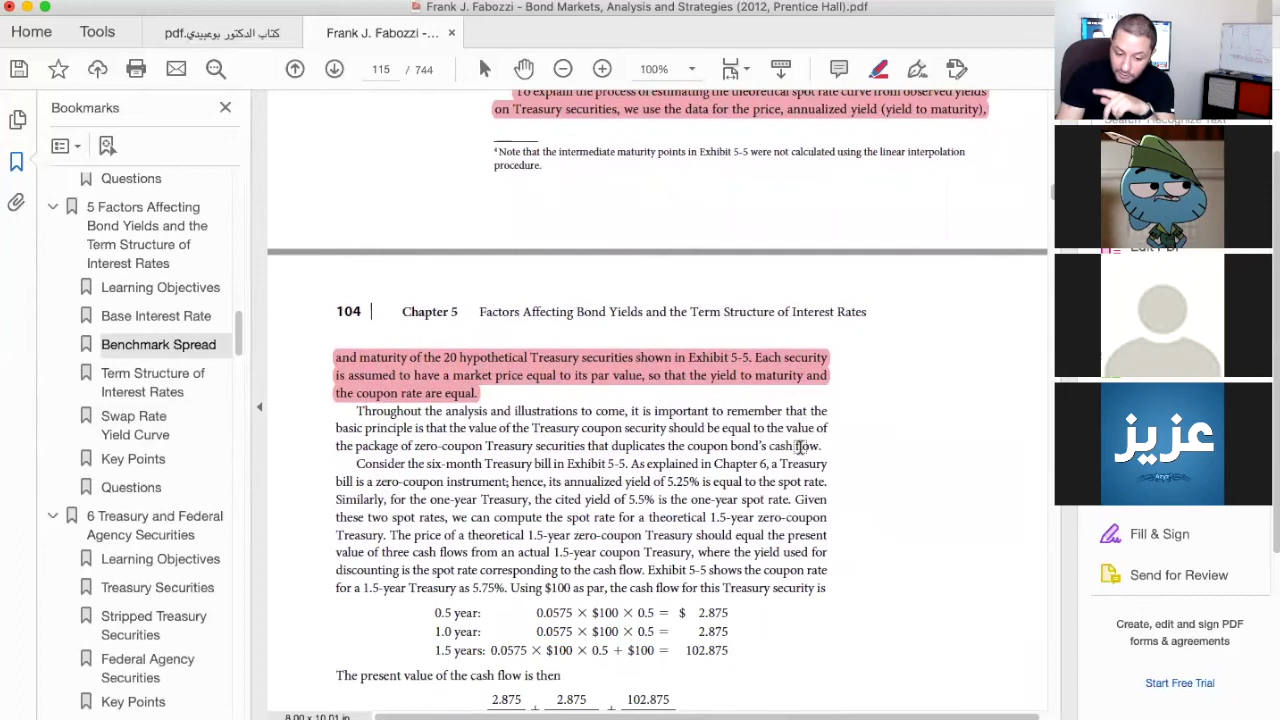 Frank J. Fabozzi - Bond Markets, Analysis and Strategies (2012, Prentice Hall).pdf
Home
Tools
كتاب الدكتور بوعبيدي.pdf
Frank J. Fabozzi -... ×
115 / 744
100%
Bookmarks
Questions
5 Factors Affecting
Bond Yields and the
Term Structure of
Interest Rates
Learning Objectives
Base Interest Rate
Benchmark Spread
Term Structure of
Interest Rates
Swap Rate
Yield Curve
Key Points
Questions
6 Treasury and Federal
Agency Securities
Learning Objectives
Treasury Securities
Stripped Treasury
Securities
Federal Agency
Securities
Key Points
To explain the process of estimating the theoretical spot rate curve from observed yields
on Treasury securities, we use the data for the price, annualized yield (yield to maturity),
4 Note that the intermediate maturity points in Exhibit 5-5 were not calculated using the linear interpolation
procedure.
104 | Chapter 5 Factors Affecting Bond Yields and the Term Structure of Interest Rates
and maturity of the 20 hypothetical Treasury securities shown in Exhibit 5-5. Each security
is assumed to have a market price equal to its par value, so that the yield to maturity and
the coupon rate are equal.
Throughout the analysis and illustrations to come, it is important to remember that the
basic principle is that the value of the Treasury coupon security should be equal to the value of
the package of zero-coupon Treasury securities that duplicates the coupon bond's cash flow.
Consider the six-month Treasury bill in Exhibit 5-5. As explained in Chapter 6, a Treasury
bill is a zero-coupon instrument; hence, its annualized yield of 5.25% is equal to the spot rate.
Similarly, for the one-year Treasury, the cited yield of 5.5% is the one-year spot rate. Given
these two spot rates, we can compute the spot rate for a theoretical 1.5-year zero-coupon
Treasury. The price of a theoretical 1.5-year zero-coupon Treasury should equal the present
value of three cash flows from an actual 1.5-year coupon Treasury, where the yield used for
discounting is the spot rate corresponding to the cash flow. Exhibit 5-5 shows the coupon rate
for a 1.5-year Treasury as 5.75%. Using $100 as par, the cash flow for this Treasury security is
0.5 year: 0.0575 × $100 × 0.5 = $ 2.875
1.0 year: 0.0575 × $100 × 0.5 = 2.875
1.5 years: 0.0575 × $100 × 0.5 + $100 = 102.875
The present value of the cash flow is then
2.875 + 2.875 + 102.875
8.00 x 10.01 in
Search 'Recognize Text'
Edit PDF
عزيز
Azyz
Fill & Sign
Send for Review
Create, edit and sign PDF
forms & agreements
Start Free Trial